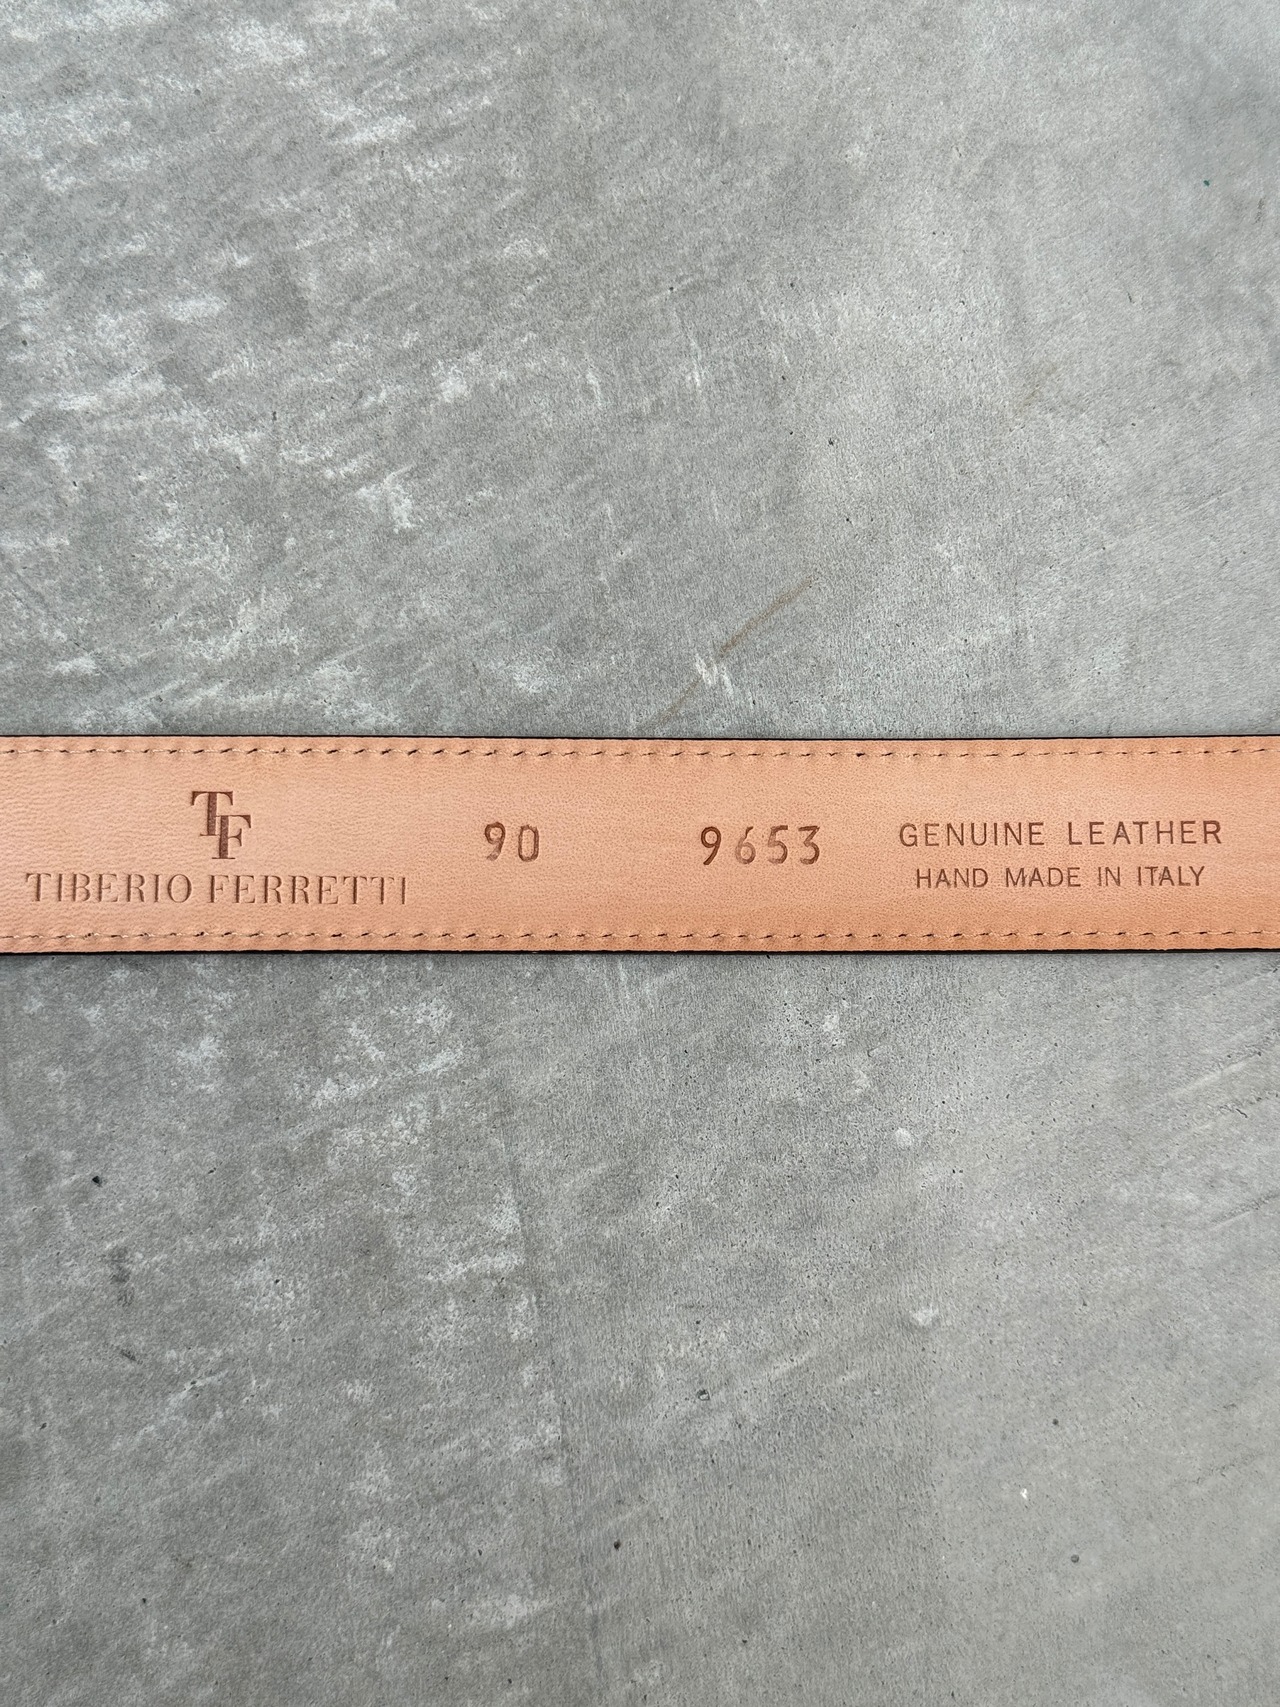 TF
TIBERIO FERRETTI
90
9653
GENUINE LEATHER
HAND MADE IN ITALY